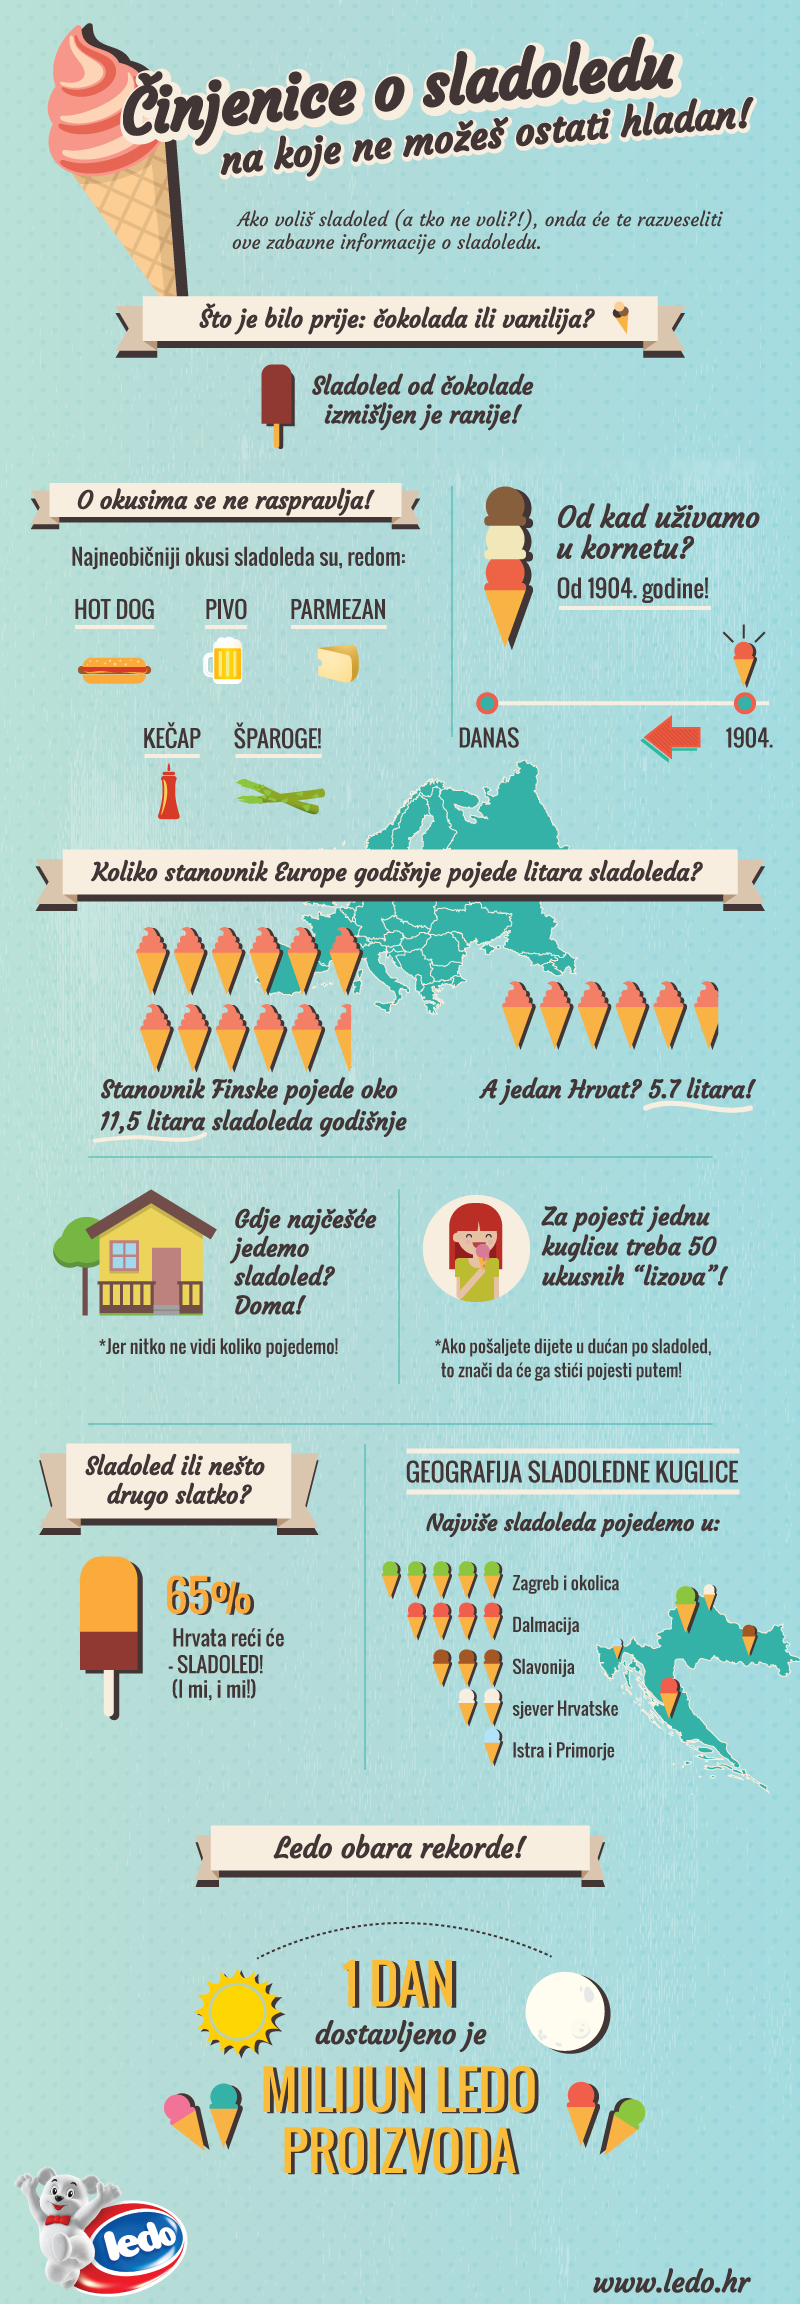 Činjenice o sladoledu
na koje ne možeš ostati hladan!
Ako voliš sladoled (a tko ne voli?!), onda će te razveseliti
ove zabavne informacije o sladoledu.
Što je bilo prije: čokolada ili vanilija?
Sladoled od čokolade
izmišljen je ranije!
O okusima se ne raspravlja!
Najneobičniji okusi sladoleda su, redom:
HOT DOG
PIVO
PARMEZAN
KEČAP
ŠPAROGE!
Od kad uživamo
u kornetu?
Od 1904. godine!
DANAS
1904.
Koliko stanovnik Europe godišnje pojede litara sladoleda?
Stanovnik Finske pojede oko
11,5 litara sladoleda godišnje
A jedan Hrvat? 5.7 litara!
Gdje najčešće
jedemo
sladoled?
Doma!
*Jer nitko ne vidi koliko pojedemo!
Za pojesti jednu
kuglicu treba 50
ukusnih “lizova”!
*Ako pošaljete dijete u dućan po sladoled,
to znači da će ga stići pojesti putem!
Sladoled ili nešto
drugo slatko?
65%
Hrvata reći će
- SLADOLED!
(I mi, i mi!)
GEOGRAFIJA SLADOLEDNE KUGLICE
Najviše sladoleda pojedemo u:
Zagreb i okolica
Dalmacija
Slavonija
sjever Hrvatske
Istra i Primorje
Ledo obara rekorde!
1 DAN
dostavljeno je
MILIJUN LEDO
PROIZVODA
ledo
www.ledo.hr